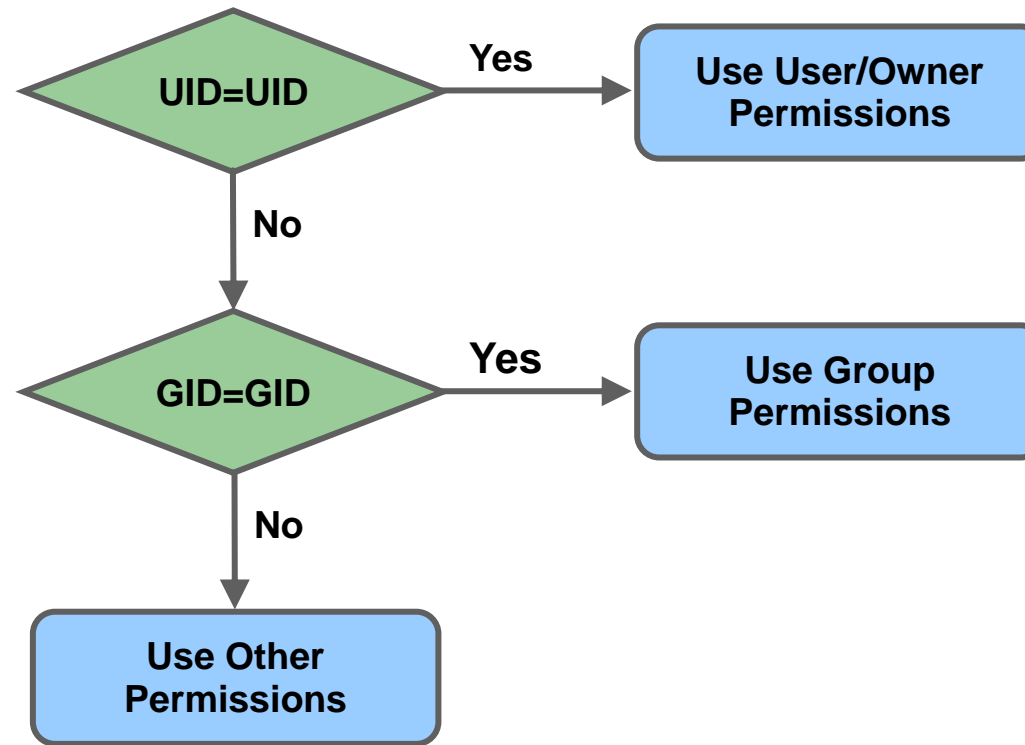 UID=UID
Yes
Use User/Owner
Permissions
No
GID=GID
Yes
Use Group
Permissions
No
Use Other
Permissions